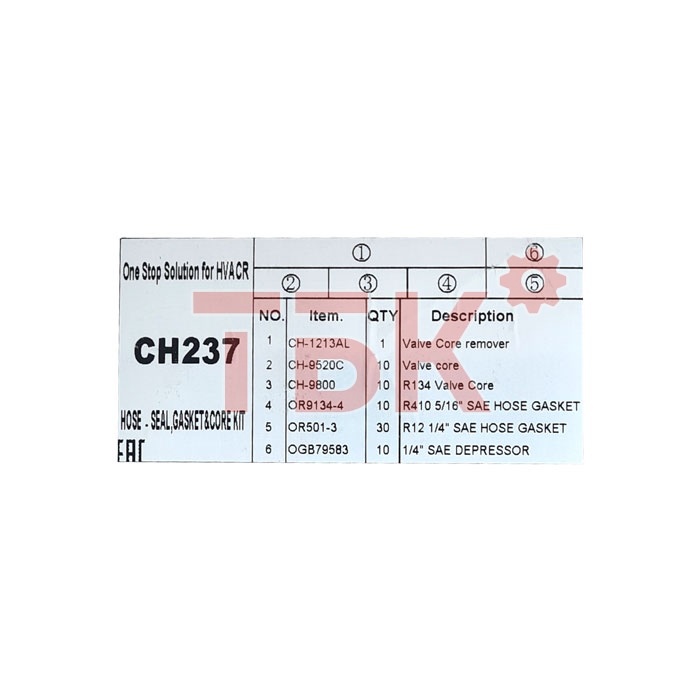 ① ⑥
One Stop Solution for HVACR
② ③ ④ ⑤
NO. Item. QTY Description
CH237
1 CH-1213AL 1 Valve Core remover
2 CH-9520C 10 Valve core
3 CH-9800 10 R134 Valve Core
4 OR9134-4 10 R410 5/16" SAE HOSE GASKET
HOSE - SEAL,GASKET&CORE KIT
5 OR501-3 30 R12 1/4" SAE HOSE GASKET
6 OGB79583 10 1/4" SAE DEPRESSOR
EAC
ТБК